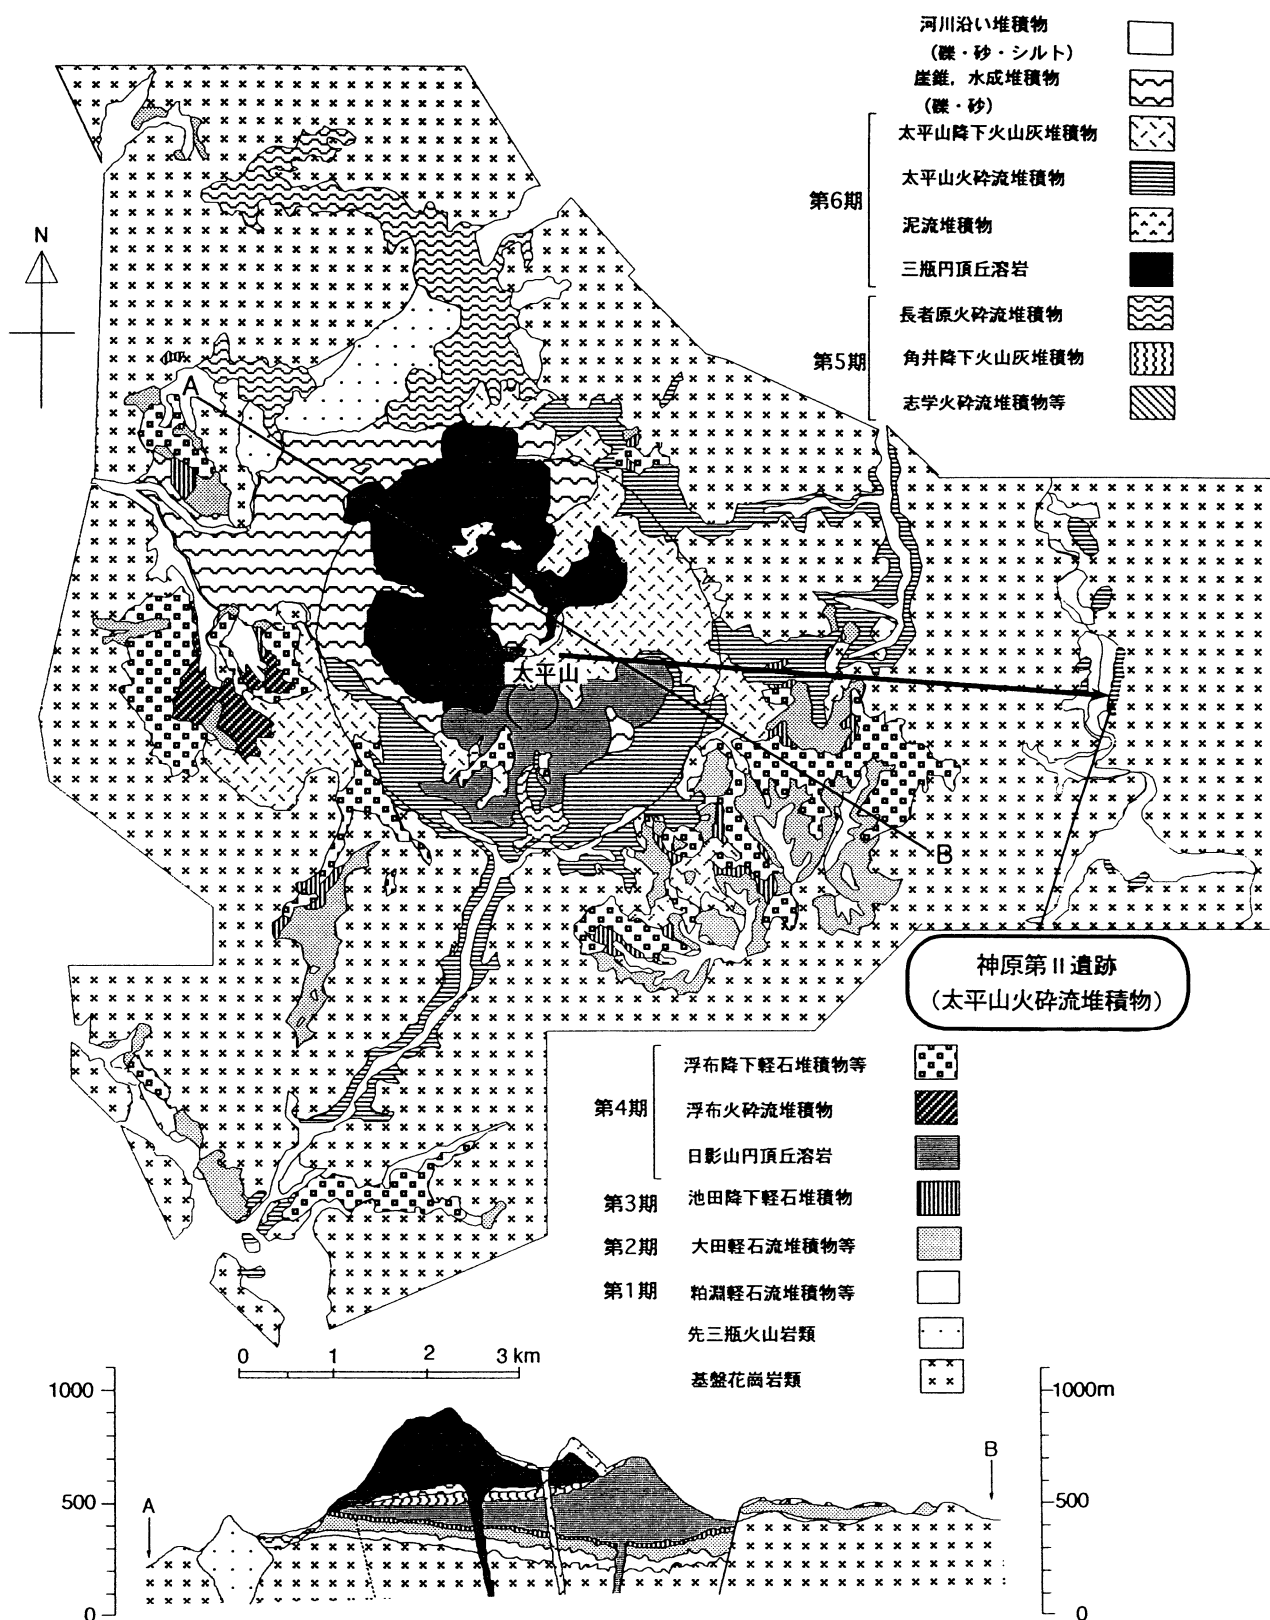 河川沿い堆積物
(礫・砂・シルト)
崖錐，水成堆積物
(礫・砂)
第6期
太平山降下火山灰堆積物
太平山火砕流堆積物
泥流堆積物
三瓶円頂丘溶岩
第5期
長者原火砕流堆積物
角井降下火山灰堆積物
志学火砕流堆積物等
N
A
太平山
B
神原第Ⅱ遺跡
(太平山火砕流堆積物)
第4期
浮布降下軽石堆積物等
浮布火砕流堆積物
日影山円頂丘溶岩
第3期 池田降下軽石堆積物
第2期 大田軽石流堆積物等
第1期 粕淵軽石流堆積物等
先三瓶火山岩類
基盤花崗岩類
0 1 2 3 km
1000
500
0
A
B
1000m
500
0